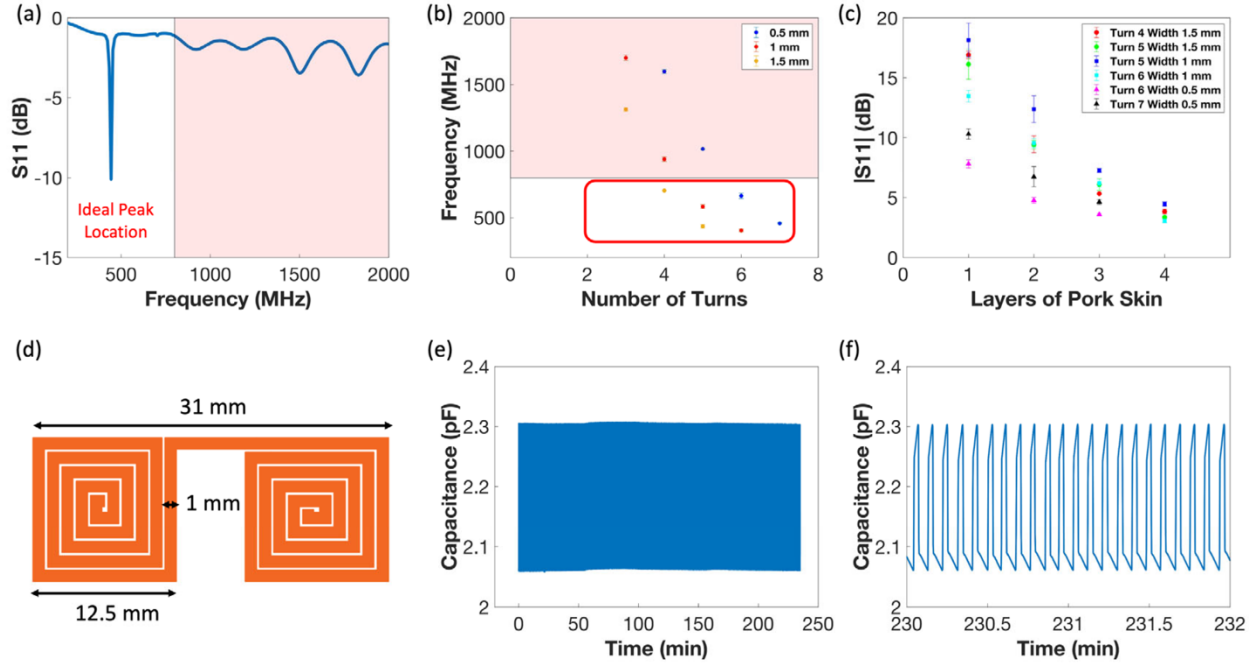 (a)
0
-5
-10
-15
S11 (dB)
Ideal Peak
Location
500
1000
1500
2000
Frequency (MHz)
(b)
2000
1500
1000
500
Frequency (MHz)
0.5 mm
1 mm
1.5 mm
0
2
4
6
8
Number of Turns
(c)
20
15
10
5
0
|S11| (dB)
Turn 4 Width 1.5 mm
Turn 5 Width 1.5 mm
Turn 5 Width 1 mm
Turn 6 Width 1 mm
Turn 6 Width 0.5 mm
Turn 7 Width 0.5 mm
0
1
2
3
4
Layers of Pork Skin
(d)
31 mm
1 mm
12.5 mm
(e)
2.4
2.3
2.2
2.1
2
Capacitance (pF)
0
50
100
150
200
250
Time (min)
(f)
2.4
2.3
2.2
2.1
2
Capacitance (pF)
230
230.5
231
231.5
232
Time (min)